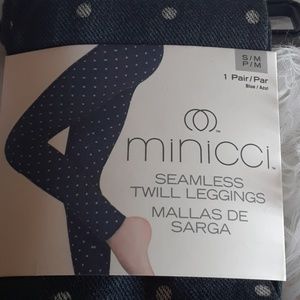 S/M
P/M
1 Pair/Par
Blue / Azul
minicci
SEAMLESS
TWILL LEGGINGS
MALLAS DE
SARGA